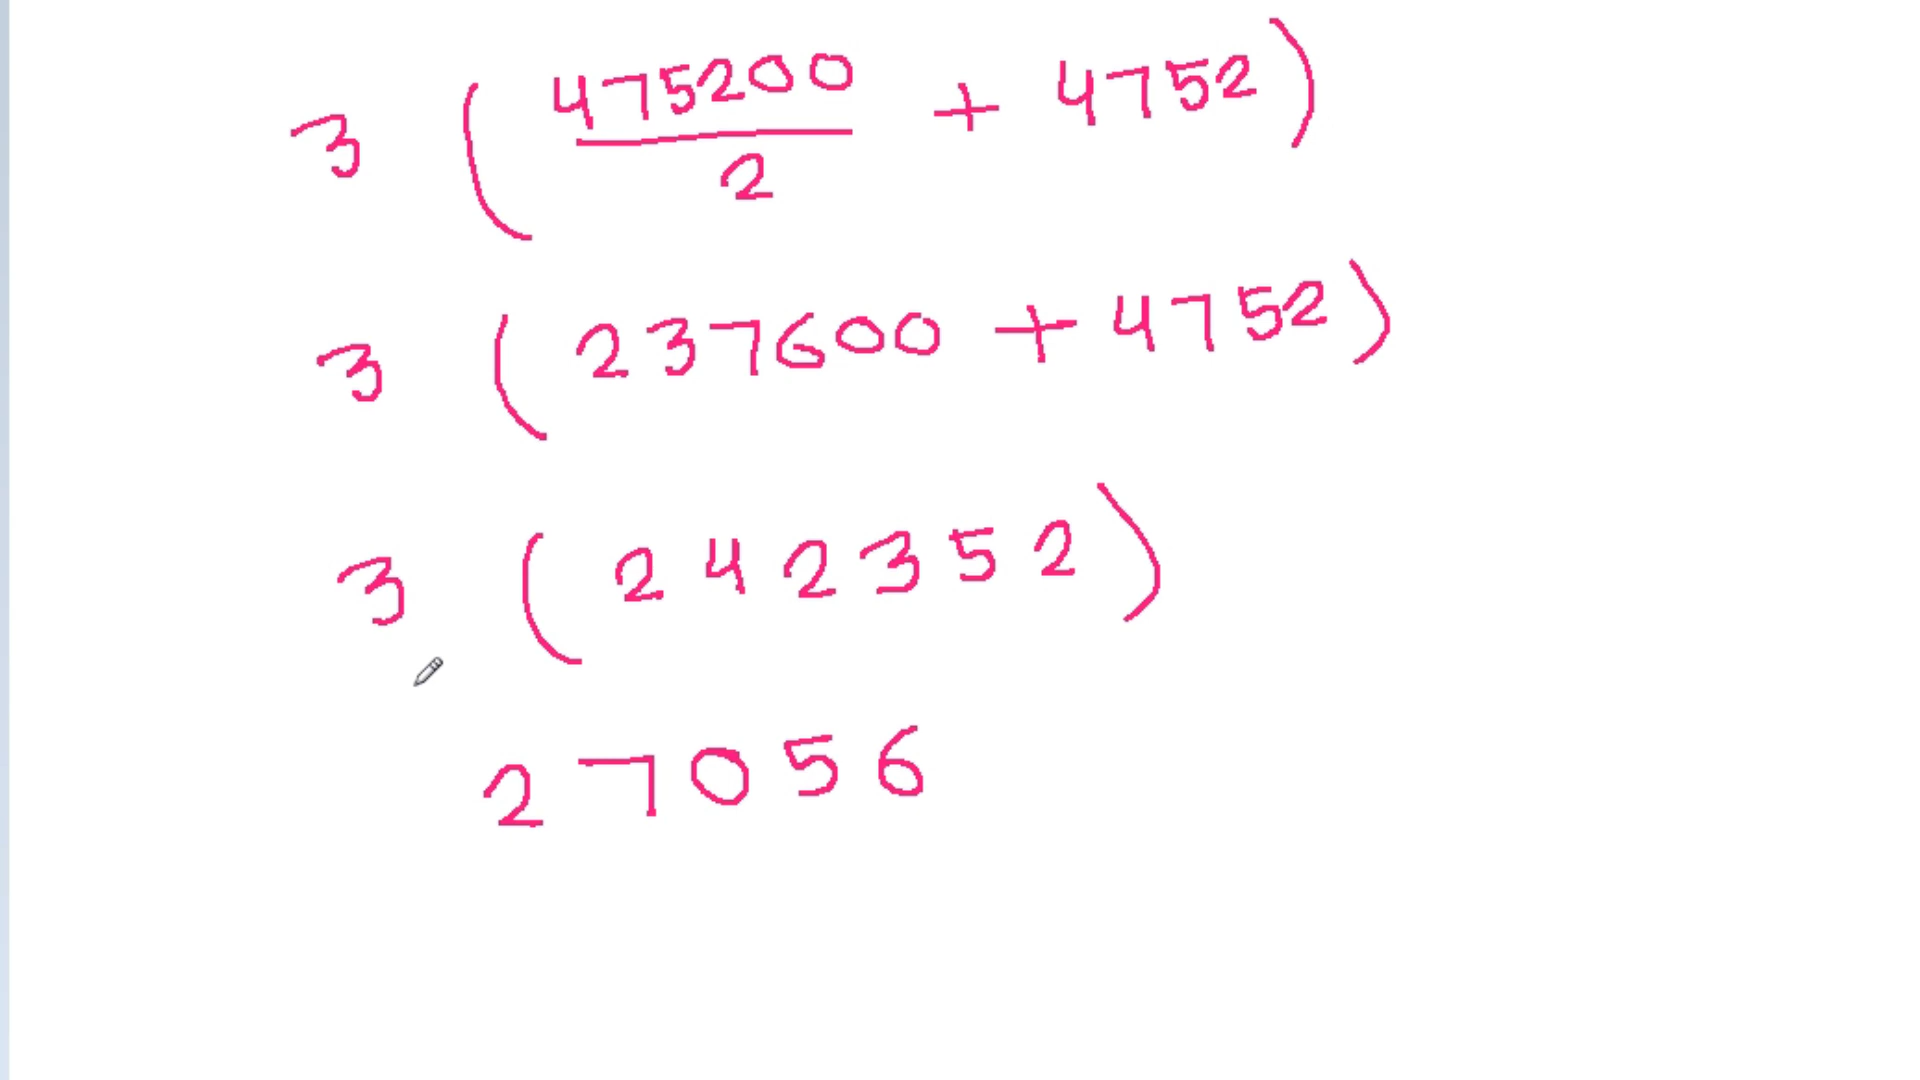 3 ( 475200 / 2 + 4752 )
3 ( 237600 + 4752 )
3 ( 242352 )
27056